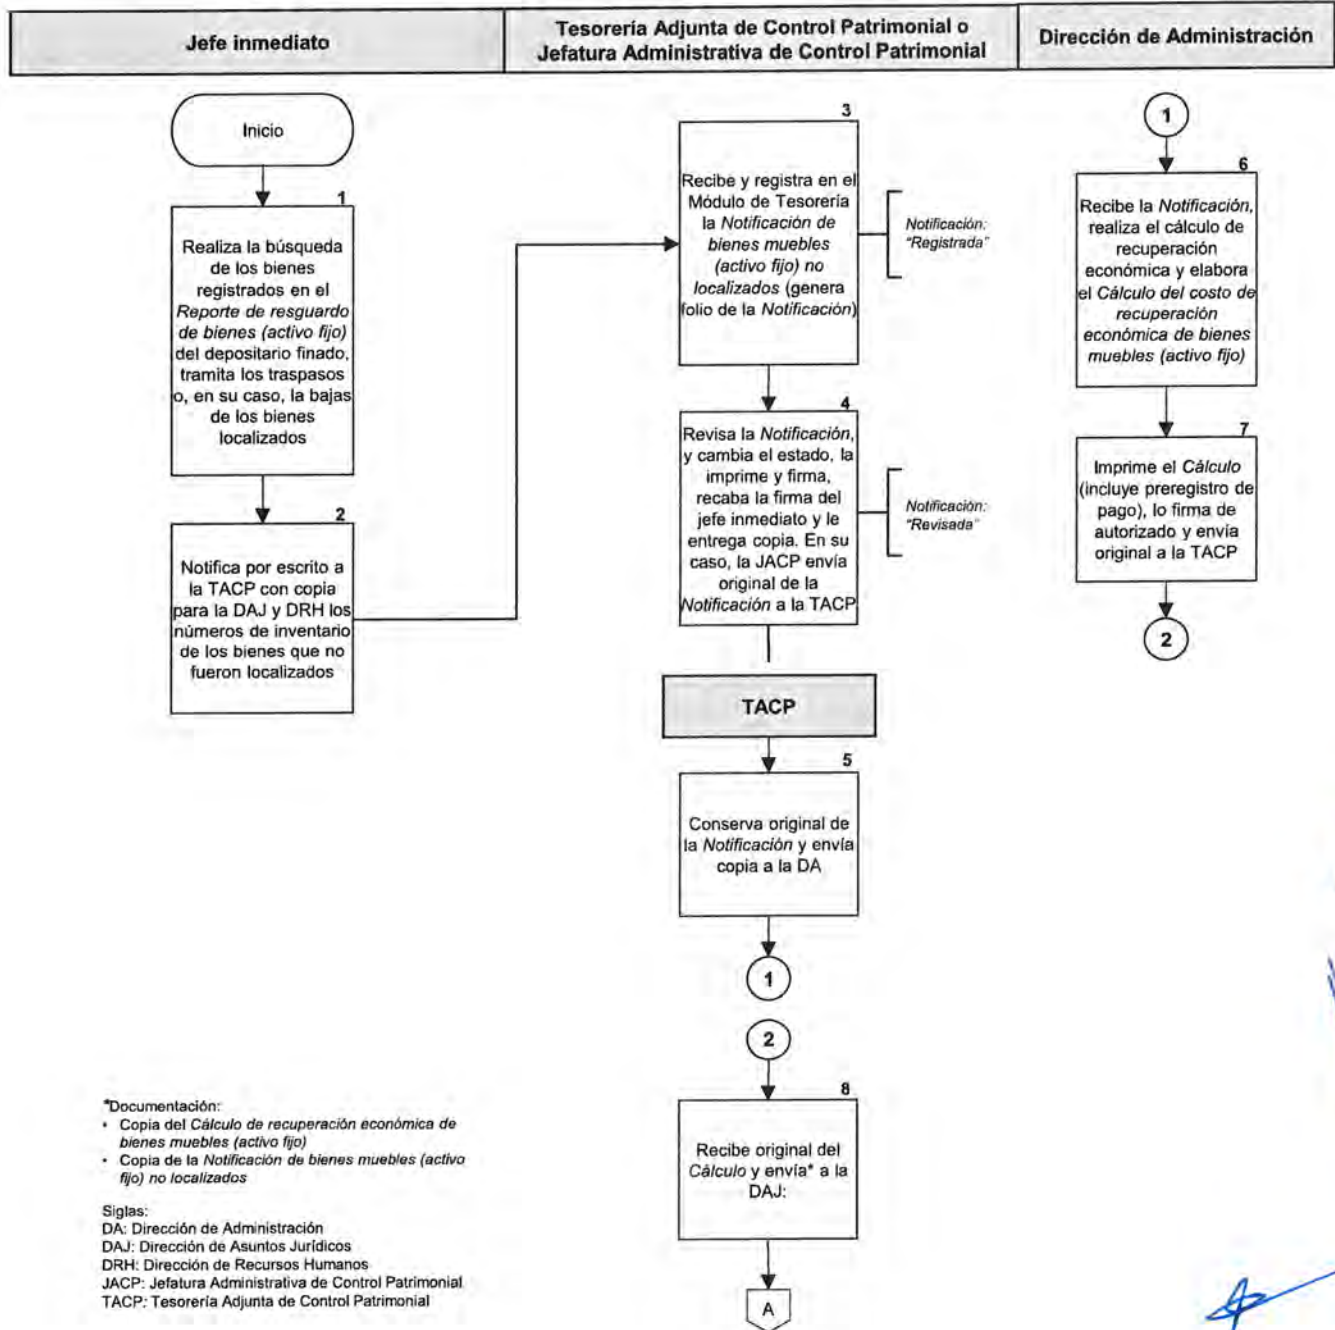 Jefe inmediato
Tesorería Adjunta de Control Patrimonial o
Jefatura Administrativa de Control Patrimonial
Dirección de Administración
Inicio
1
Realiza la búsqueda
de los bienes
registrados en el
Reporte de resguardo
de bienes (activo fijo)
del depositario finado,
tramita los traspasos
o, en su caso, la bajas
de los bienes
localizados
2
Notifica por escrito a
la TACP con copia
para la DAJ y DRH los
números de inventario
de los bienes que no
fueron localizados
3
Recibe y registra en el
Módulo de Tesorería
la Notificación de
bienes muebles
(activo fijo) no
localizados (genera
folio de la Notificación)
Notificación:
"Registrada"
4
Revisa la Notificación,
y cambia el estado, la
imprime y firma,
recaba la firma del
jefe inmediato y le
entrega copia. En su
caso, la JACP envía
original de la
Notificación a la TACP
Notificación:
"Revisada"
TACP
5
Conserva original de
la Notificación y envía
copia a la DA
1
2
8
Recibe original del
Cálculo y envía* a la
DAJ:
A
1
6
Recibe la Notificación,
realiza el cálculo de
recuperación
económica y elabora
el Cálculo del costo de
recuperación
económica de bienes
muebles (activo fijo)
7
Imprime el Cálculo
(incluye preregistro de
pago), lo firma de
autorizado y envía
original a la TACP
2
*Documentación:
• Copia del Cálculo de recuperación económica de
bienes muebles (activo fijo)
• Copia de la Notificación de bienes muebles (activo
fijo) no localizados
Siglas:
DA: Dirección de Administración
DAJ: Dirección de Asuntos Jurídicos
DRH: Dirección de Recursos Humanos
JACP: Jefatura Administrativa de Control Patrimonial
TACP: Tesorería Adjunta de Control Patrimonial